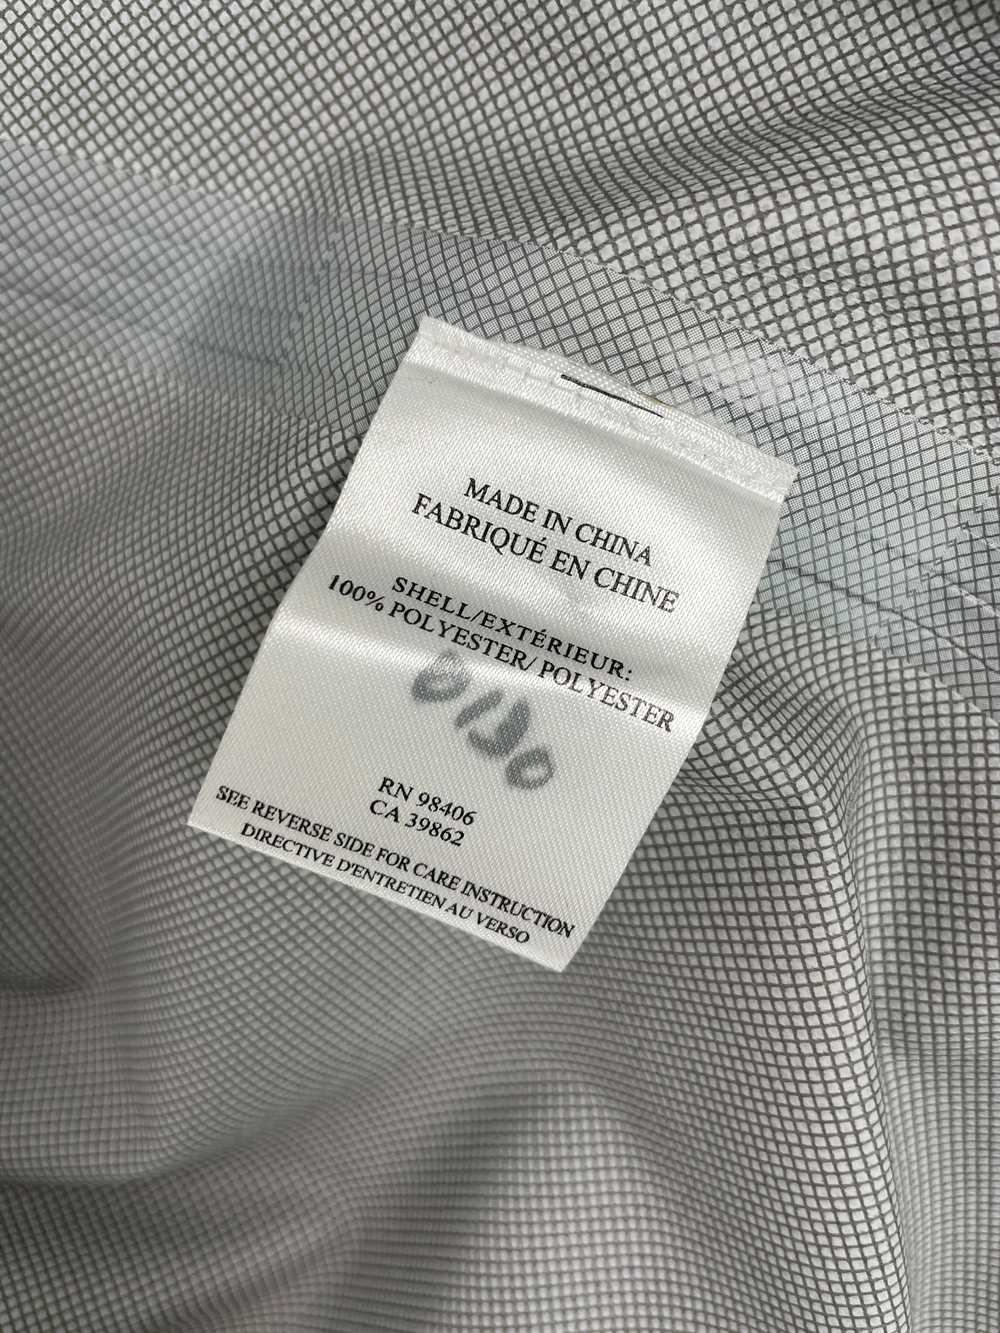 MADE IN CHINA
FABRIQUÉ EN CHINE
SHELL/EXTÉRIEUR:
100% POLYESTER/ POLYESTER
RN 98406
CA 39862
SEE REVERSE SIDE FOR CARE INSTRUCTION
DIRECTIVE D'ENTRETIEN AU VERSO